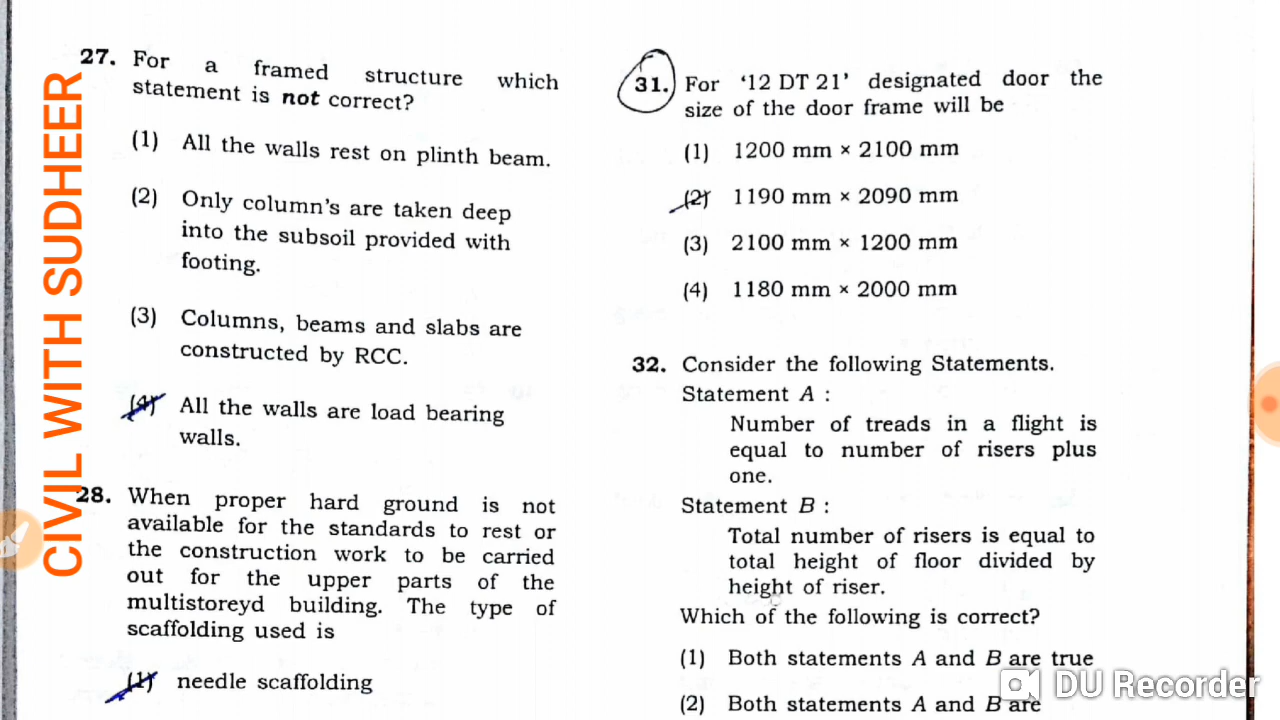 CIVIL WITH SUDHEER
27. For a framed structure which
statement is not correct?
(1) All the walls rest on plinth beam.
(2) Only column's are taken deep
into the subsoil provided with
footing.
(3) Columns, beams and slabs are
constructed by RCC.
(4) All the walls are load bearing
walls.
28. When proper hard ground is not
available for the standards to rest or
the construction work to be carried
out for the upper parts of the
multistoreyd building. The type of
scaffolding used is
(1) needle scaffolding
31. For '12 DT 21' designated door the
size of the door frame will be
(1) 1200 mm × 2100 mm
(2) 1190 mm × 2090 mm
(3) 2100 mm × 1200 mm
(4) 1180 mm × 2000 mm
32. Consider the following Statements.
Statement A :
Number of treads in a flight is
equal to number of risers plus
one.
Statement B :
Total number of risers is equal to
total height of floor divided by
height of riser.
Which of the following is correct?
(1) Both statements A and B are true
(2) Both statements A and B are
DU Recorder